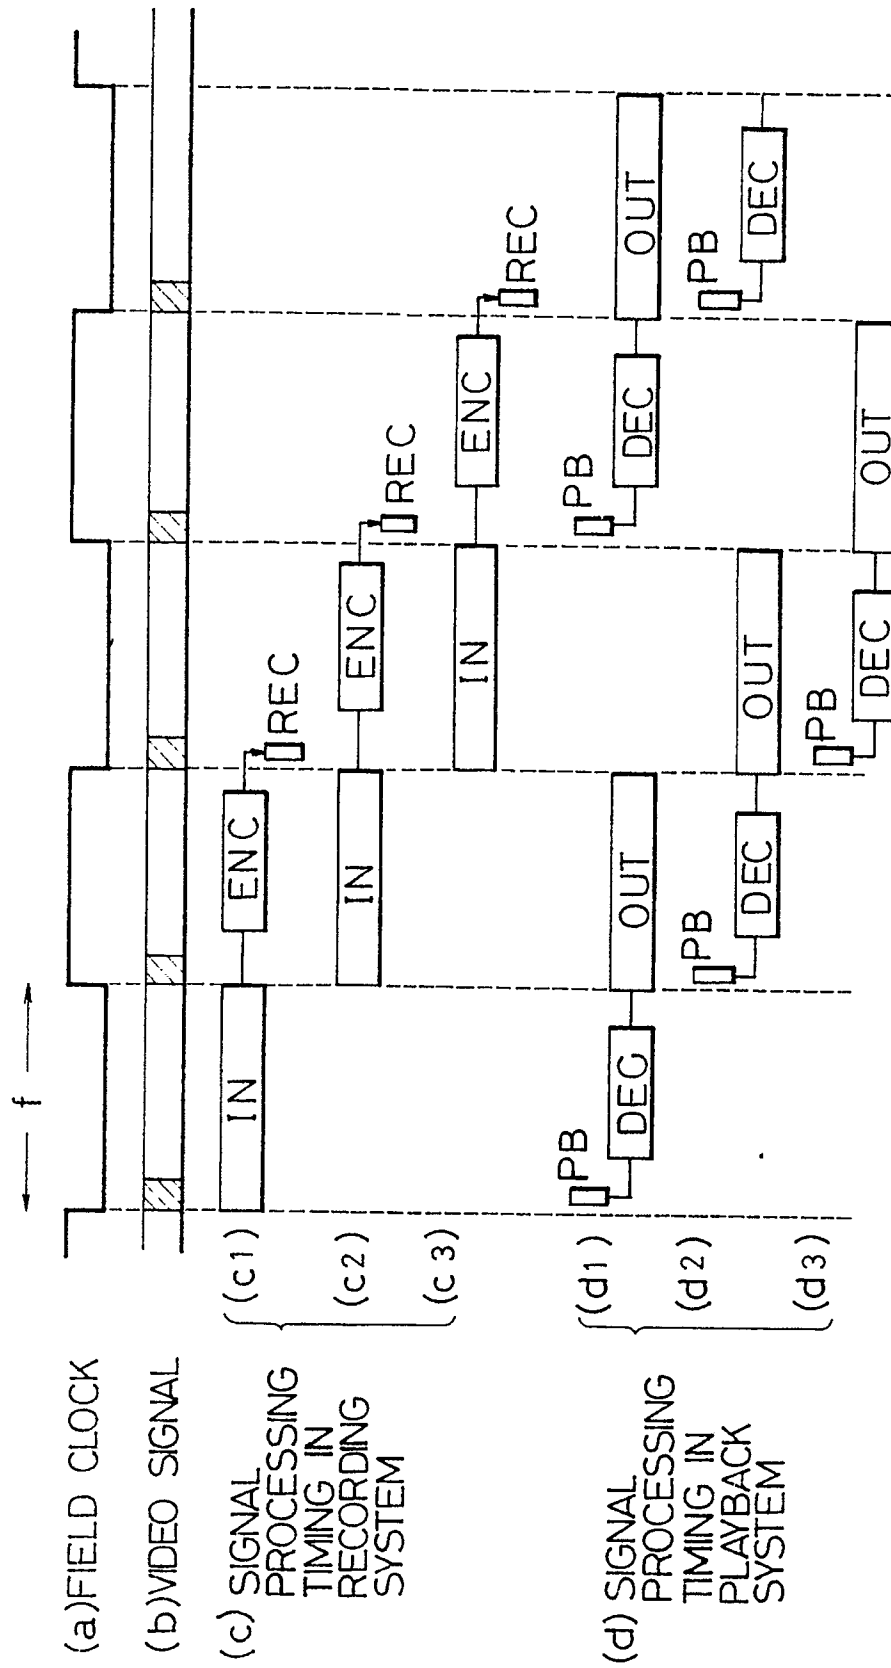 f
(a)FIELD CLOCK
(b)VIDEO SIGNAL
(c) SIGNAL
PROCESSING
TIMING IN
RECORDING
SYSTEM
(c1)
IN
ENC
REC
(c2)
IN
ENC
REC
(c3)
IN
ENC
REC
(d) SIGNAL
PROCESSING
TIMING IN
PLAYBACK
SYSTEM
(d1)
PB
DEG
OUT
PB
DEC
OUT
(d2)
PB
DEC
OUT
PB
DEC
(d3)
PB
DEC
OUT